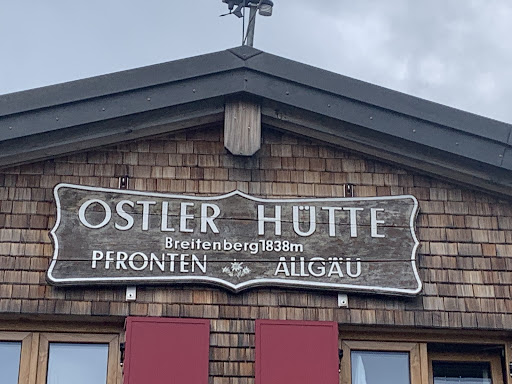 OSTLER HÜTTE
Breitenberg 1838m
PFRONTEN ALLGÄU